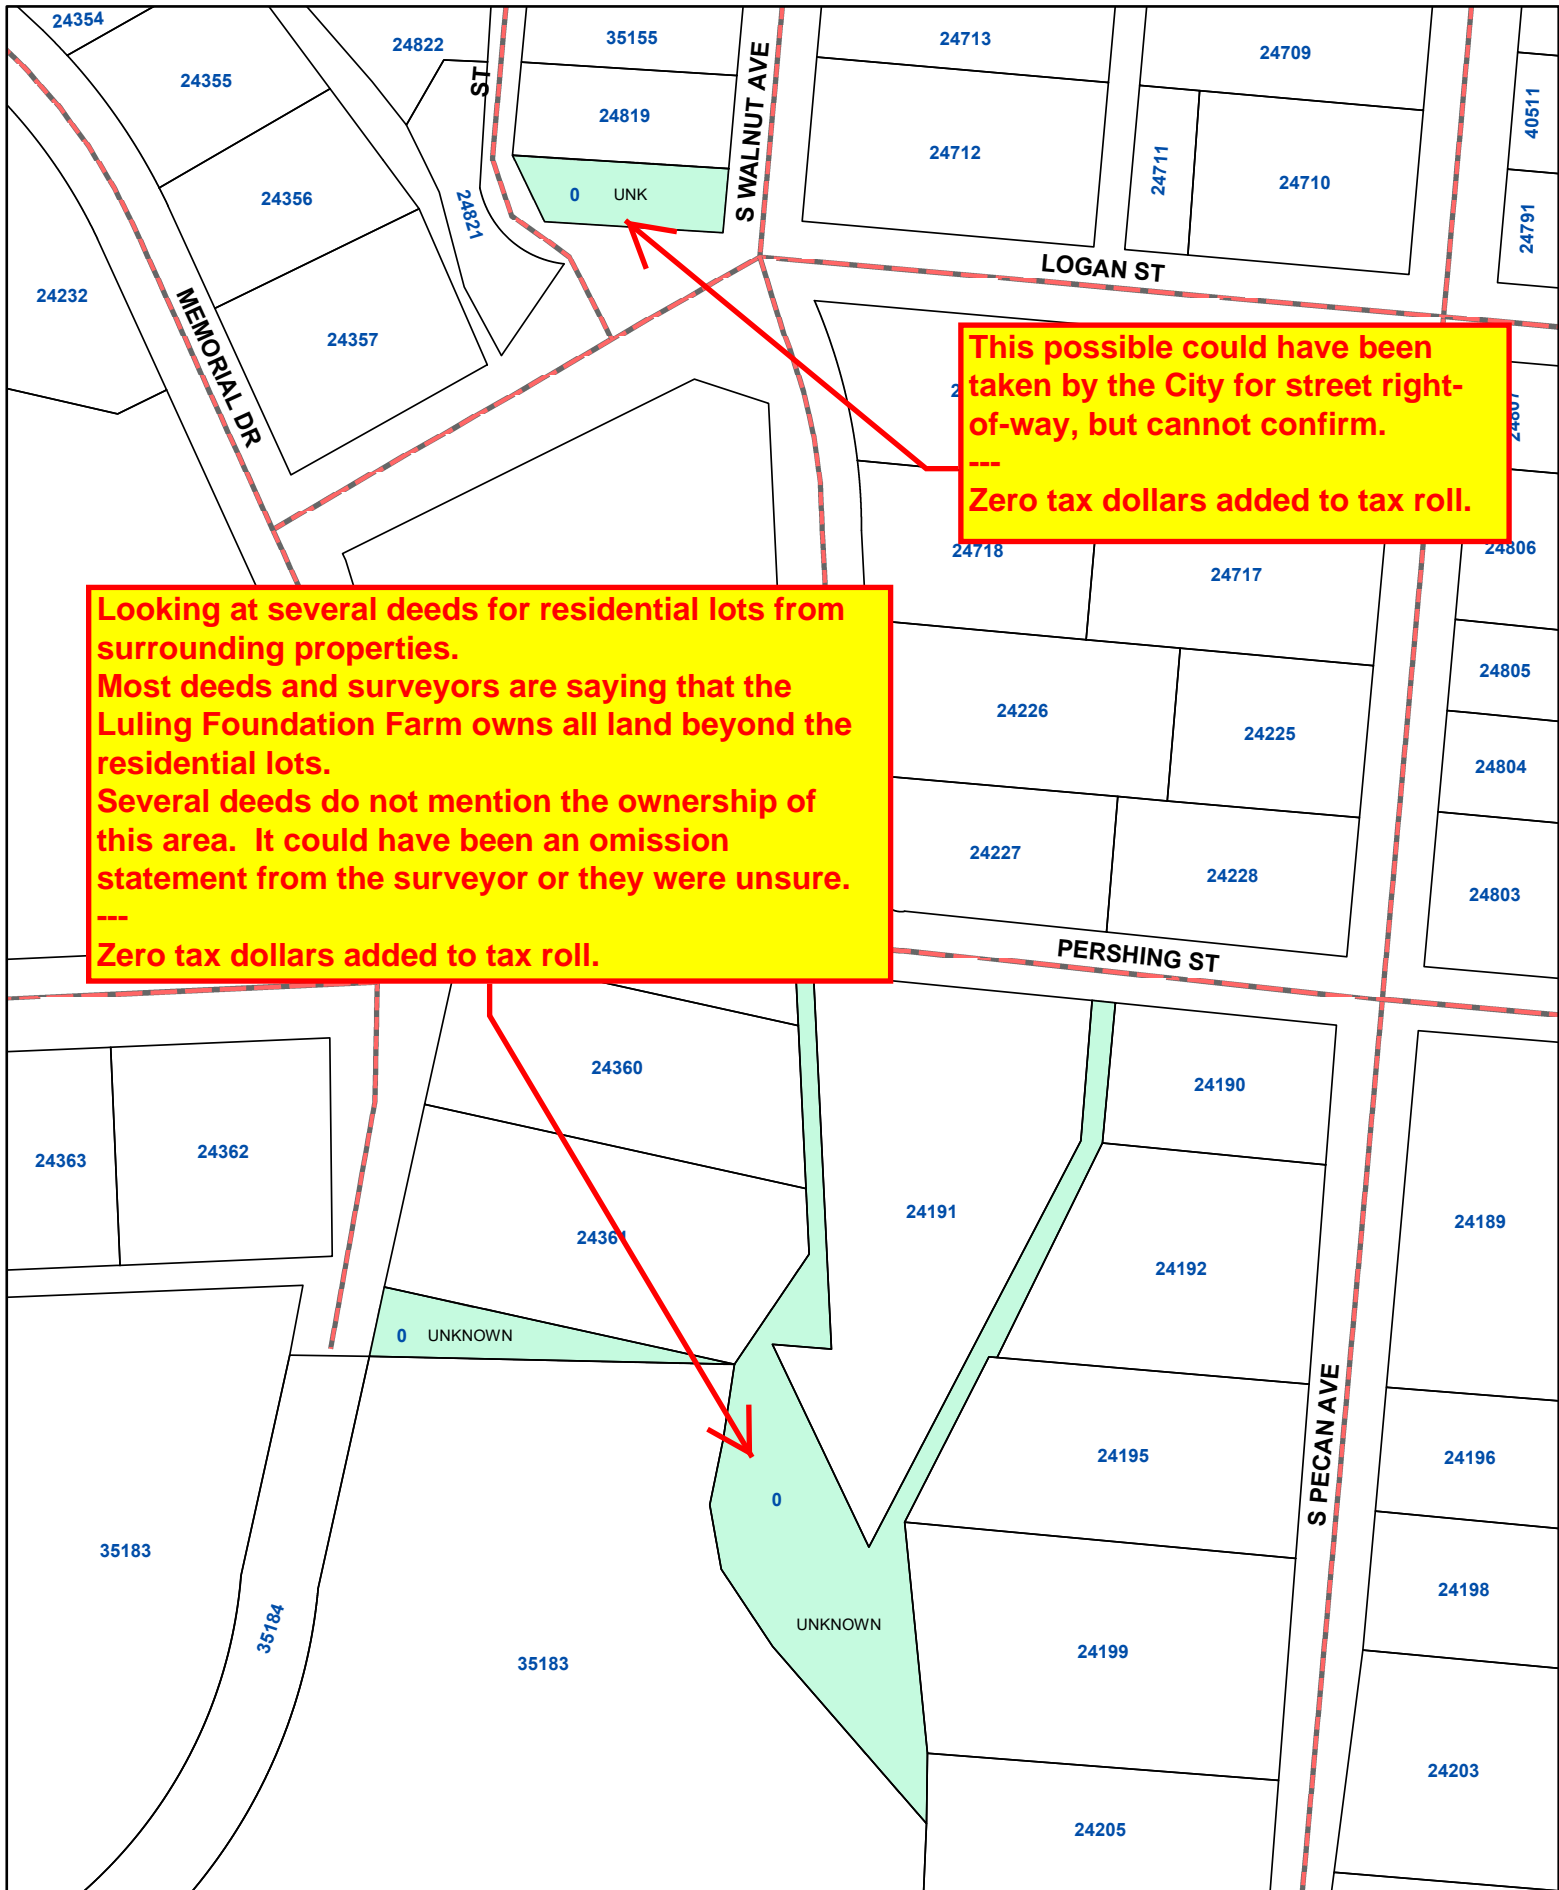 24354
24822
35155
24713
24709
24355
ST
24819
S WALNUT AVE
24712
24711
24710
40511
24356
24821
0 UNK
24791
24232
MEMORIAL DR
24357
LOGAN ST
This possible could have been
taken by the City for street right-
of-way, but cannot confirm.
---
Zero tax dollars added to tax roll.
24807
24718
24717
24806
Looking at several deeds for residential lots from
surrounding properties.
Most deeds and surveyors are saying that the
Luling Foundation Farm owns all land beyond the
residential lots.
Several deeds do not mention the ownership of
this area.  It could have been an omission
statement from the surveyor or they were unsure.
---
Zero tax dollars added to tax roll.
24805
24226
24225
24804
24227
24228
24803
PERSHING ST
24360
24190
24363
24362
24191
24189
24361
24192
0 UNKNOWN
S PECAN AVE
24195
24196
0
35183
24198
35184
UNKNOWN
35183
24199
24203
24205